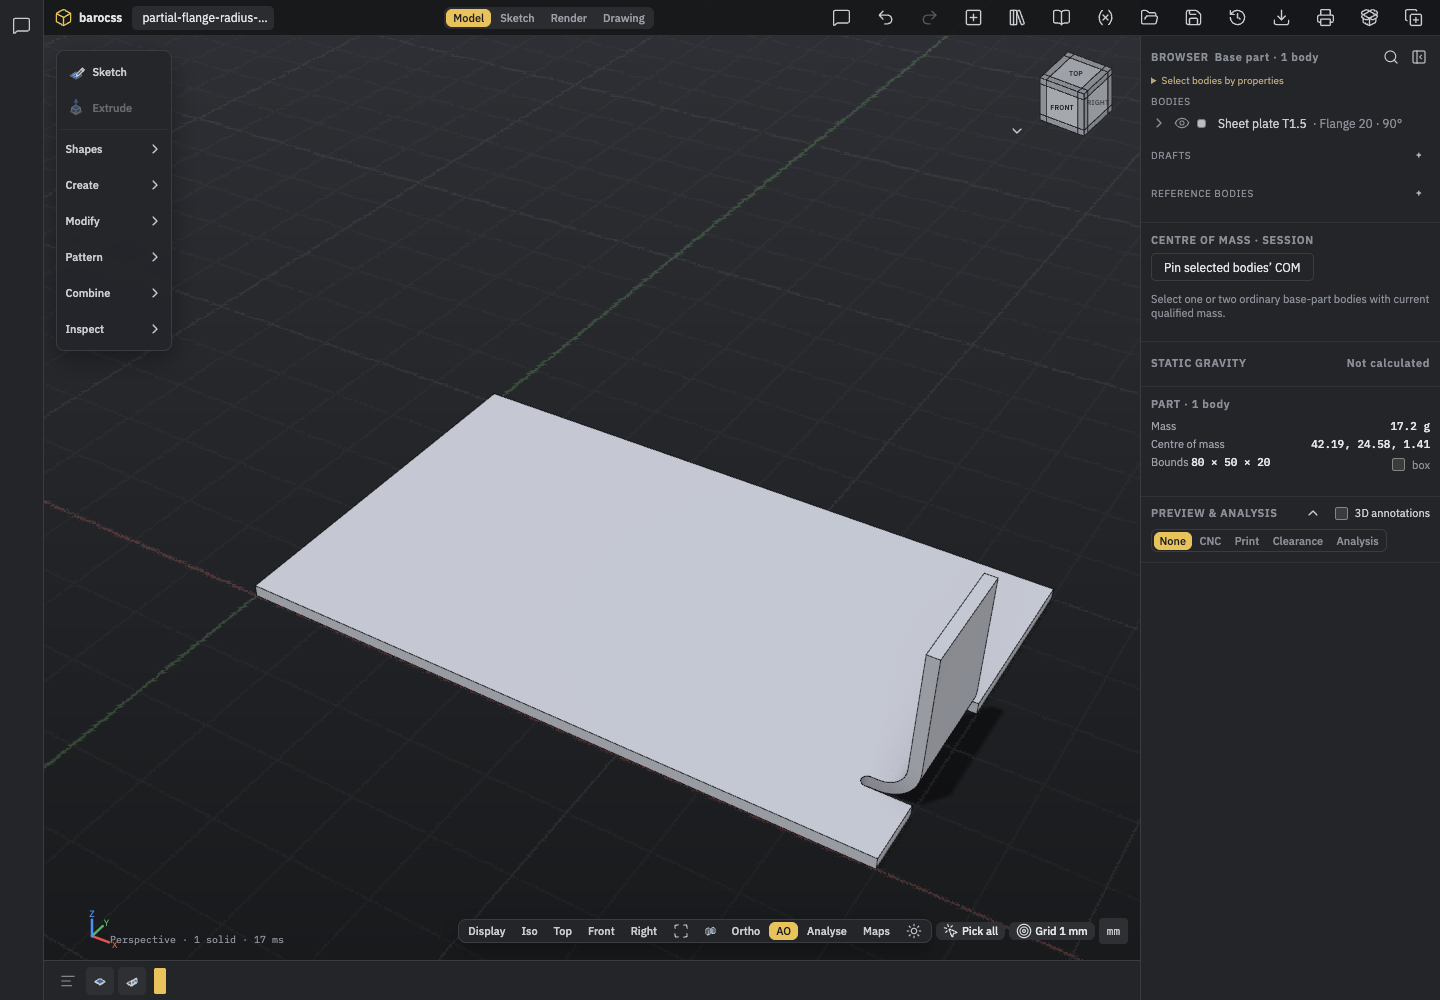 barocss
partial-flange-radius-...
Model Sketch Render Drawing
Sketch
Extrude
Shapes
Create
Modify
Pattern
Combine
Inspect
TOP
FRONT
RIGHT
BROWSER Base part · 1 body
Select bodies by properties
BODIES
Sheet plate T1.5 · Flange 20 · 90°
DRAFTS
REFERENCE BODIES
CENTRE OF MASS · SESSION
Pin selected bodies’ COM
Select one or two ordinary base-part bodies with current
qualified mass.
STATIC GRAVITY Not calculated
PART · 1 body
Mass 17.2 g
Centre of mass 42.19, 24.58, 1.41
Bounds 80 × 50 × 20 box
PREVIEW & ANALYSIS 3D annotations
None CNC Print Clearance Analysis
Z
Y
X
Perspective · 1 solid · 17 ms
Display Iso Top Front Right Ortho AO Analyse Maps Pick all Grid 1 mm mm